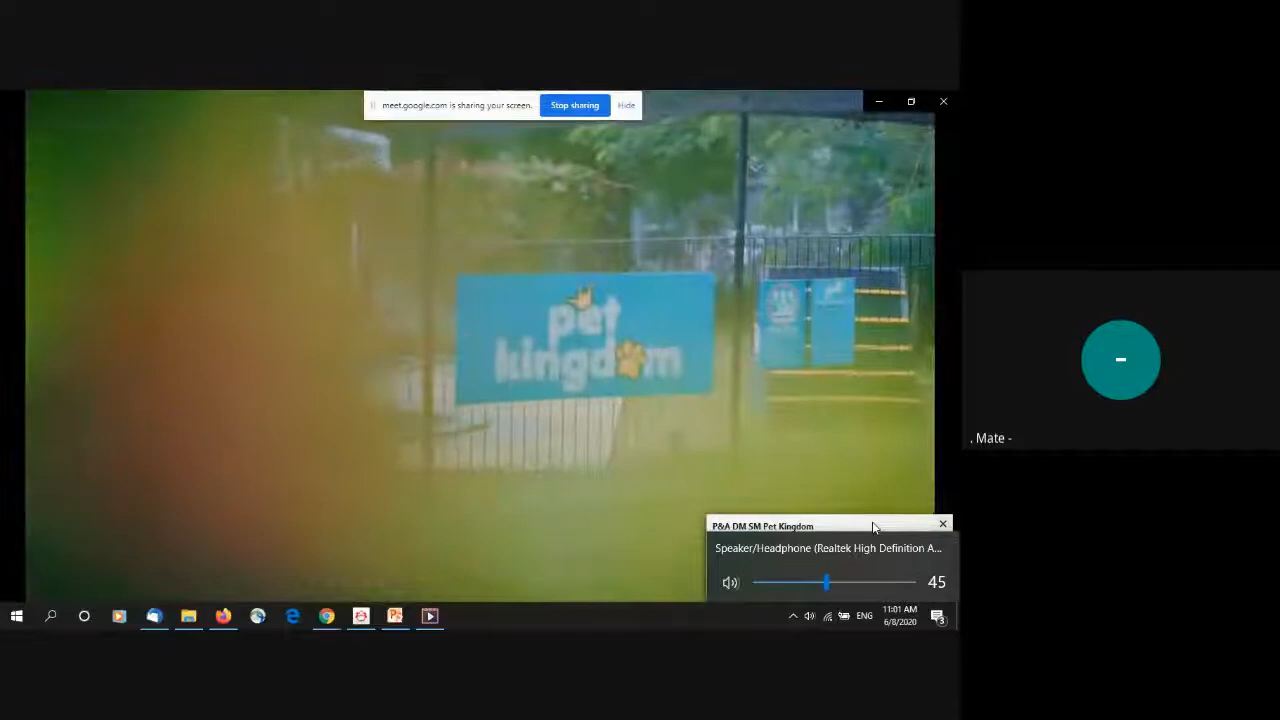 meet.google.com is sharing your screen.
Stop sharing
Hide
pet
kingdom
. Mate -
P&A DM SM Pet Kingdom
Speaker/Headphone (Realtek High Definition A...
45
ENG
11:01 AM
6/8/2020
3